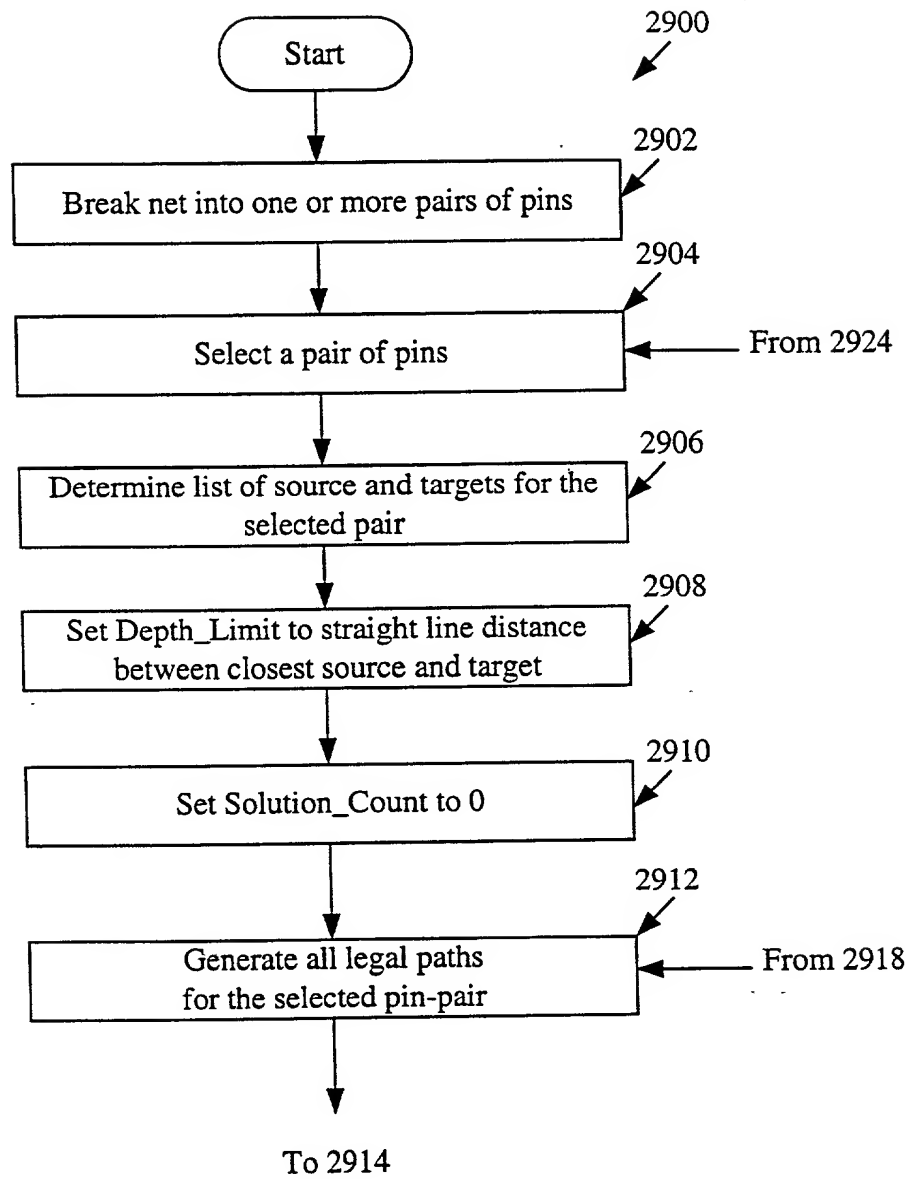 2900
Start
2902
Break net into one or more pairs of pins
2904
Select a pair of pins
From 2924
2906
Determine list of source and targets for the
selected pair
2908
Set Depth_Limit to straight line distance
between closest source and target
2910
Set Solution_Count to 0
2912
Generate all legal paths
for the selected pin-pair
From 2918
To 2914